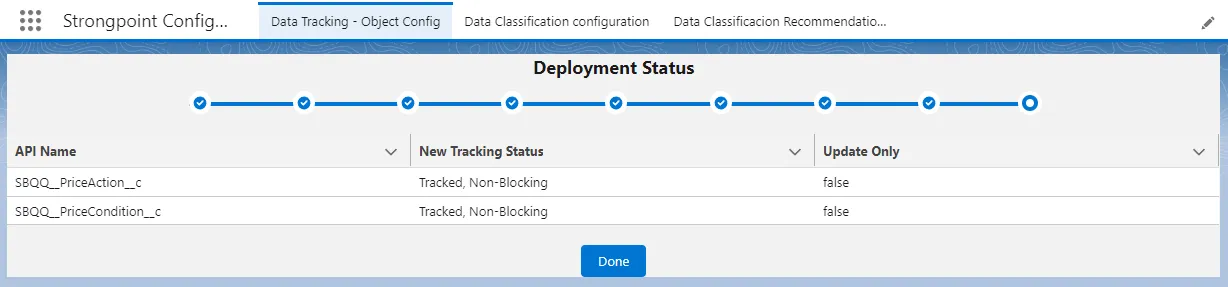 Strongpoint Config... Data Tracking - Object Config Data Classification configuration Data Classificacion Recommendatio...
Deployment Status
API Name New Tracking Status Update Only
SBQQ__PriceAction__c Tracked, Non-Blocking false
SBQQ__PriceCondition__c Tracked, Non-Blocking false
Done